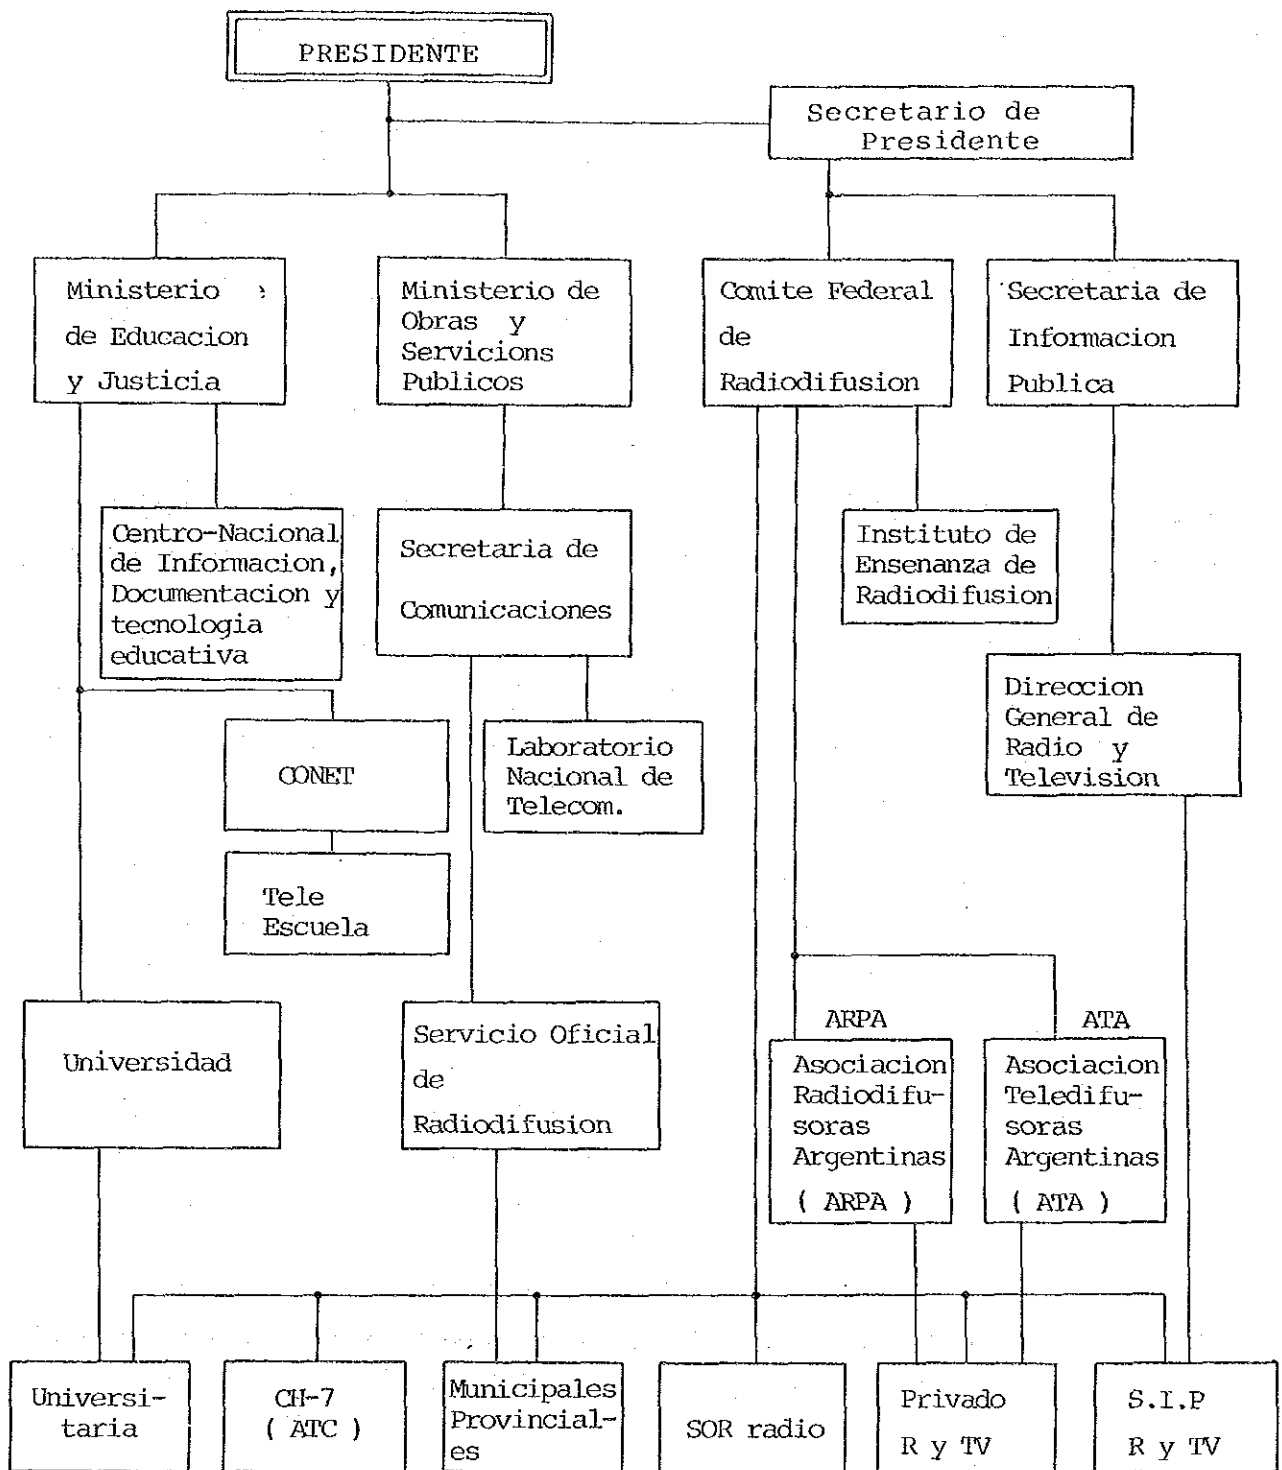 PRESIDENTE
Secretario de
Presidente
Ministerio
de Educacion
y Justicia
Ministerio de
Obras y
Servicions
Publicos
Comite Federal
de
Radiodifusion
Secretaria de
Informacion
Publica
Centro-Nacional
de Informacion,
Documentacion y
tecnologia
educativa
Secretaria de
Comunicaciones
Instituto de
Ensenanza de
Radiodifusion
Direccion
General de
Radio y
Television
CONET
Laboratorio
Nacional de
Telecom.
Tele
Escuela
Universidad
Servicio Oficial
de
Radiodifusion
ARPA
Asociacion
Radiodifu-
soras
Argentinas
( ARPA )
ATA
Asociacion
Teledifu-
soras
Argentinas
( ATA )
Universi-
taria
CH-7
( ATC )
Municipales
Provincial-
es
SOR radio
Privado
R y TV
S.I.P
R y TV